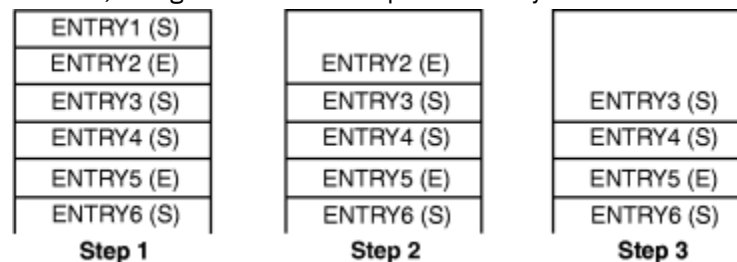 ENTRY1 (S)
ENTRY2 (E)
ENTRY3 (S)
ENTRY4 (S)
ENTRY5 (E)
ENTRY6 (S)
Step 1
ENTRY2 (E)
ENTRY3 (S)
ENTRY4 (S)
ENTRY5 (E)
ENTRY6 (S)
Step 2
ENTRY3 (S)
ENTRY4 (S)
ENTRY5 (E)
ENTRY6 (S)
Step 3